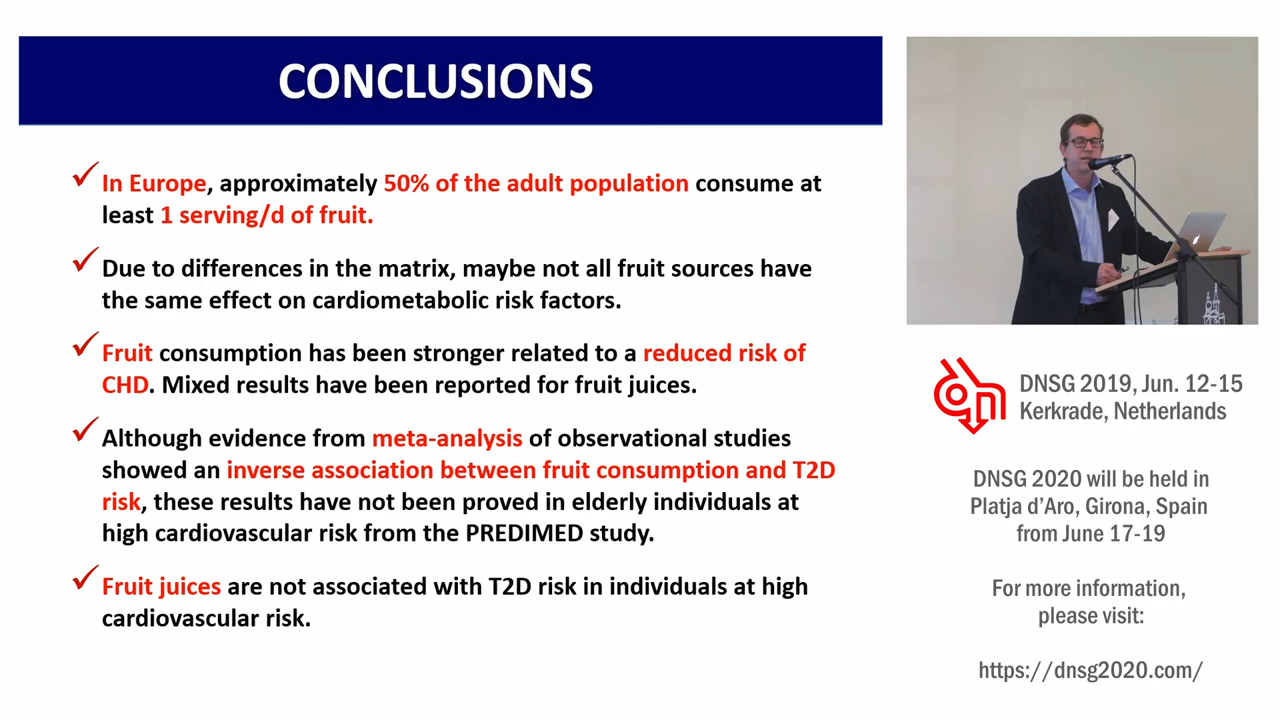 CONCLUSIONS
✓ In Europe, approximately 50% of the adult population consume at
least 1 serving/d of fruit.
✓ Due to differences in the matrix, maybe not all fruit sources have
the same effect on cardiometabolic risk factors.
✓ Fruit consumption has been stronger related to a reduced risk of
CHD. Mixed results have been reported for fruit juices.
✓ Although evidence from meta-analysis of observational studies
showed an inverse association between fruit consumption and T2D
risk, these results have not been proved in elderly individuals at
high cardiovascular risk from the PREDIMED study.
✓ Fruit juices are not associated with T2D risk in individuals at high
cardiovascular risk.
DNSG 2019, Jun. 12-15
Kerkrade, Netherlands
DNSG 2020 will be held in
Platja d'Aro, Girona, Spain
from June 17-19
For more information,
please visit:
https://dnsg2020.com/